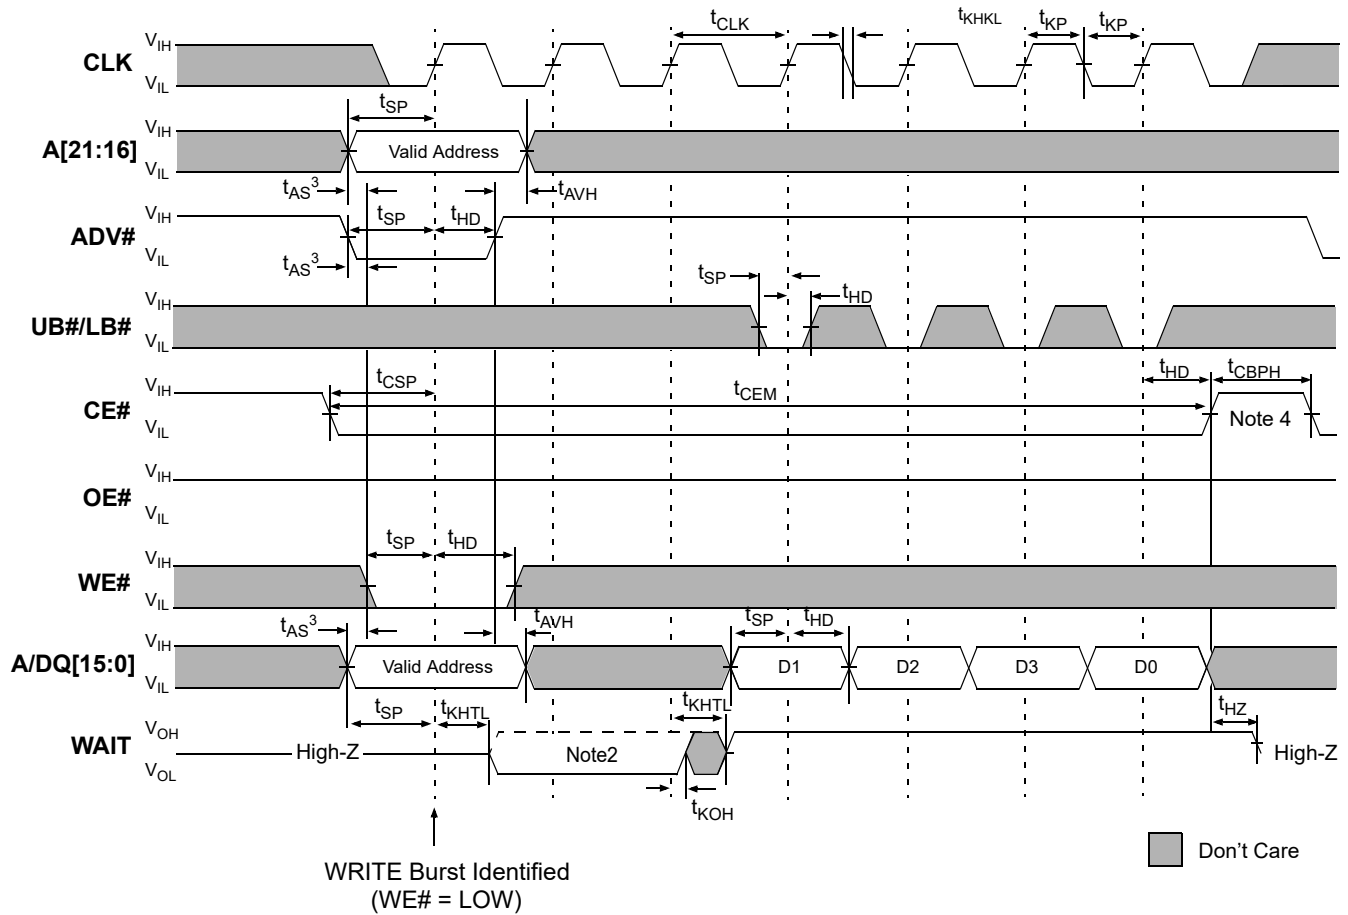 tCLK tKHKL tKP tKP
CLK VIH
VIL
tSP
A[21:16] VIH
VIL
Valid Address
tAS3 tAVH
tSP tHD
ADV# VIH
VIL
tAS3
tSP
tHD
UB#/LB# VIH
VIL
tCSP tCEM tHD tCBPH
CE# VIH
VIL
Note 4
OE# VIH
VIL
tSP tHD
WE# VIH
VIL
tAS3 tAVH tSP tHD
A/DQ[15:0] VIH
VIL
Valid Address D1 D2 D3 D0
tSP tKHTL tKHTL tHZ
WAIT VOH
VOL
High-Z Note2 High-Z
tKOH
WRITE Burst Identified
(WE# = LOW)
Don't Care